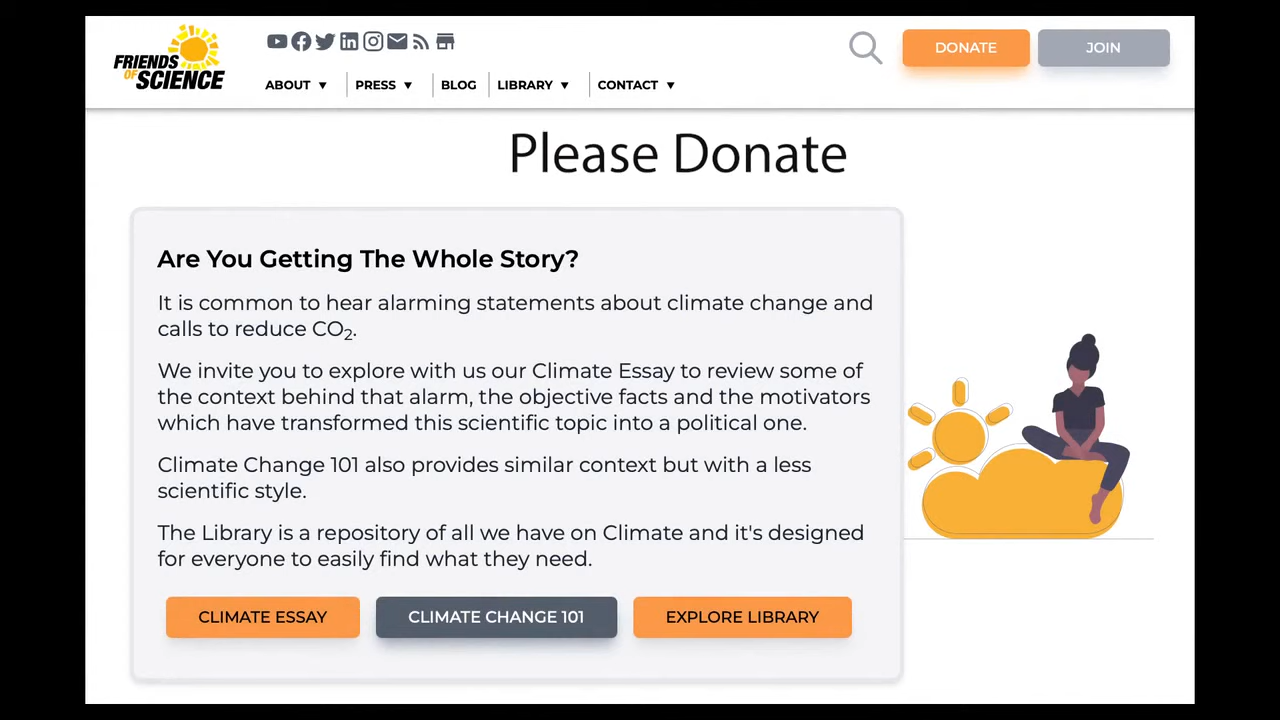 FRIENDS
OF SCIENCE
DONATE
JOIN
ABOUT ▼
PRESS ▼
BLOG
LIBRARY ▼
CONTACT ▼
Please Donate
Are You Getting The Whole Story?
It is common to hear alarming statements about climate change and
calls to reduce CO₂.
We invite you to explore with us our Climate Essay to review some of
the context behind that alarm, the objective facts and the motivators
which have transformed this scientific topic into a political one.
Climate Change 101 also provides similar context but with a less
scientific style.
The Library is a repository of all we have on Climate and it's designed
for everyone to easily find what they need.
CLIMATE ESSAY
CLIMATE CHANGE 101
EXPLORE LIBRARY